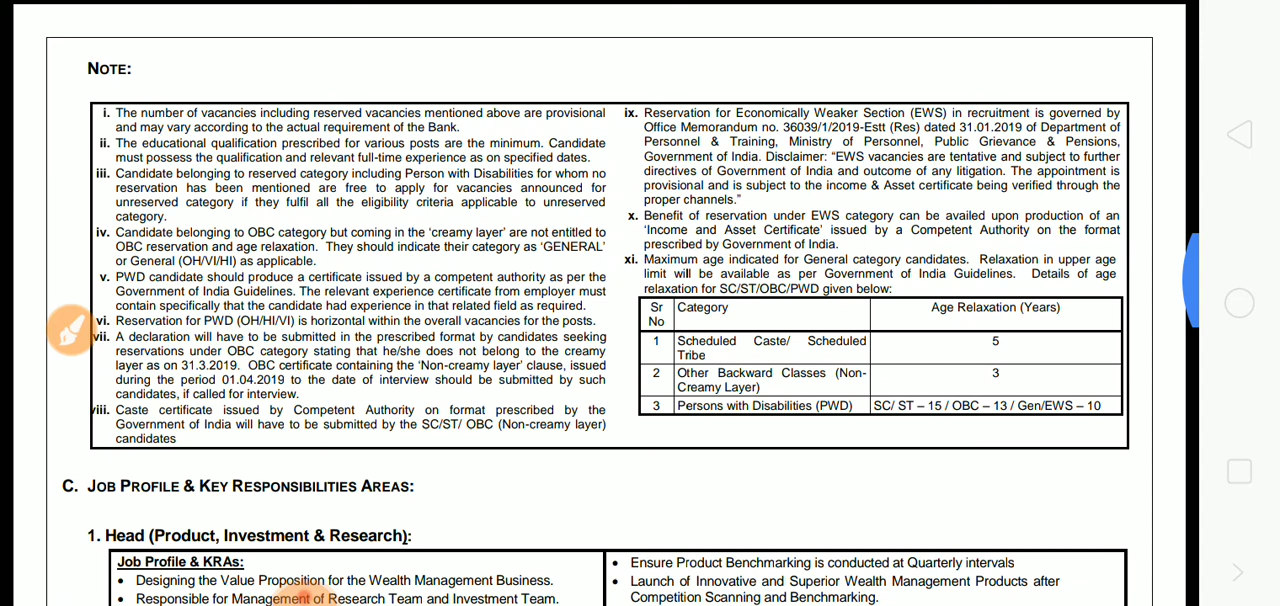 NOTE:
i. The number of vacancies including reserved vacancies mentioned above are provisional
and may vary according to the actual requirement of the Bank.
ii. The educational qualification prescribed for various posts are the minimum. Candidate
must possess the qualification and relevant full-time experience as on specified dates.
iii. Candidate belonging to reserved category including Person with Disabilities for whom no
reservation has been mentioned are free to apply for vacancies announced for
unreserved category if they fulfil all the eligibility criteria applicable to unreserved
category.
iv. Candidate belonging to OBC category but coming in the ‘creamy layer’ are not entitled to
OBC reservation and age relaxation. They should indicate their category as ‘GENERAL’
or General (OH/VI/HI) as applicable.
v. PWD candidate should produce a certificate issued by a competent authority as per the
Government of India Guidelines. The relevant experience certificate from employer must
contain specifically that the candidate had experience in that related field as required.
vi. Reservation for PWD (OH/HI/VI) is horizontal within the overall vacancies for the posts.
vii. A declaration will have to be submitted in the prescribed format by candidates seeking
reservations under OBC category stating that he/she does not belong to the creamy
layer as on 31.3.2019. OBC certificate containing the ‘Non-creamy layer’ clause, issued
during the period 01.04.2019 to the date of interview should be submitted by such
candidates, if called for interview.
viii. Caste certificate issued by Competent Authority on format prescribed by the
Government of India will have to be submitted by the SC/ST/ OBC (Non-creamy layer)
candidates
ix. Reservation for Economically Weaker Section (EWS) in recruitment is governed by
Office Memorandum no. 36039/1/2019-Estt (Res) dated 31.01.2019 of Department of
Personnel & Training, Ministry of Personnel, Public Grievance & Pensions,
Government of India. Disclaimer: “EWS vacancies are tentative and subject to further
directives of Government of India and outcome of any litigation. The appointment is
provisional and is subject to the income & Asset certificate being verified through the
proper channels.”
x. Benefit of reservation under EWS category can be availed upon production of an
‘Income and Asset Certificate’ issued by a Competent Authority on the format
prescribed by Government of India.
xi. Maximum age indicated for General category candidates. Relaxation in upper age
limit will be available as per Government of India Guidelines. Details of age
relaxation for SC/ST/OBC/PWD given below:
Sr Category Age Relaxation (Years)
No
1 Scheduled Caste/ Scheduled 5
Tribe
2 Other Backward Classes (Non- 3
Creamy Layer)
3 Persons with Disabilities (PWD) SC/ ST – 15 / OBC – 13 / Gen/EWS – 10
C. JOB PROFILE & KEY RESPONSIBILITIES AREAS:
1. Head (Product, Investment & Research):
Job Profile & KRAs:
• Designing the Value Proposition for the Wealth Management Business.
• Responsible for Management of Research Team and Investment Team.
• Ensure Product Benchmarking is conducted at Quarterly intervals
• Launch of Innovative and Superior Wealth Management Products after
Competition Scanning and Benchmarking.